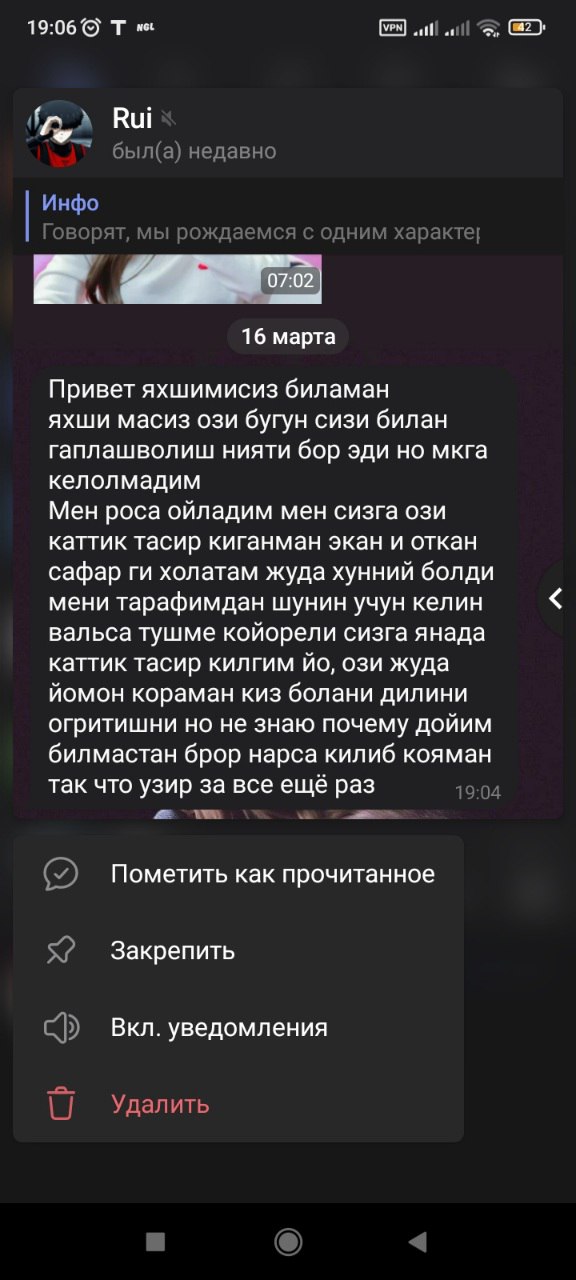 19:06 T NGL VPN 42
Rui
был(а) недавно
Инфо
Говорят, мы рождаемся с одним характер
07:02
16 марта
Привет яхшимисиз биламан
яхши масиз ози бугун сизи билан
гаплашволиш нияти бор эди но мкга
келолмадим
Мен роса ойладим мен сизга ози
каттик тасир киганман экан и откан
сафар ги холатам жуда хунний болди
мени тарафимдан шунин учун келин
вальса тушме койорели сизга янада
каттик тасир килгим йо, ози жуда
йомон кораман киз болани дилини
огритишни но не знаю почему дойим
билмастан брор нарса килиб кояман
так что узир за все ещё раз
19:04
Пометить как прочитанное
Закрепить
Вкл. уведомления
Удалить